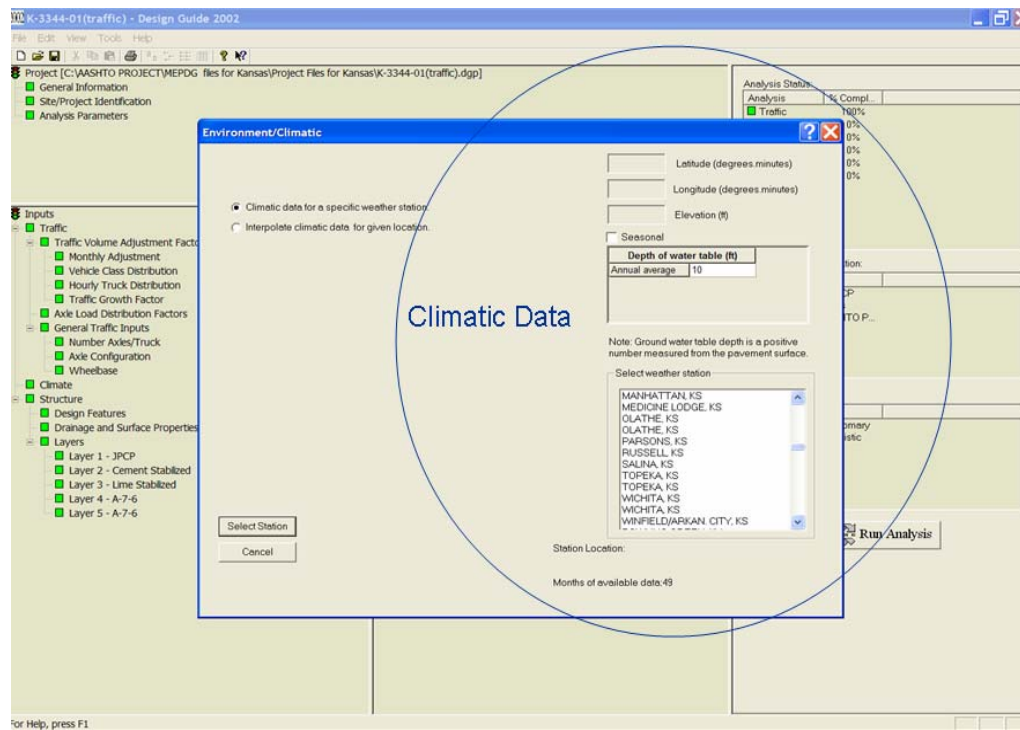 K-3344-01(traffic) - Design Guide 2002
File Edit View Tools Help
Project [C:\AASHTO PROJECT\MEPDG files for Kansas\Project Files for Kansas\K-3344-01(traffic).dgp]
General Information
Site/Project Identification
Analysis Parameters
Analysis Status:
Analysis % Compl...
Traffic 100%
0%
0%
0%
0%
Inputs
Traffic
Traffic Volume Adjustment Facto
Monthly Adjustment
Vehicle Class Distribution
Hourly Truck Distribution
Traffic Growth Factor
Axle Load Distribution Factors
General Traffic Inputs
Number Axles/Truck
Axle Configuration
Wheelbase
Climate
Structure
Design Features
Drainage and Surface Properties
Layers
Layer 1 - JPCP
Layer 2 - Cement Stabilized
Layer 3 - Lime Stabilized
Layer 4 - A-7-6
Layer 5 - A-7-6
Environment/Climatic
Climatic data for a specific weather station.
Interpolate climatic data for given location.
Latitude (degrees.minutes)
Longitude (degrees.minutes)
Elevation (ft)
Seasonal
Depth of water table (ft)
Annual average 10
Climatic Data
Note: Ground water table depth is a positive
number measured from the pavement surface.
Select weather station
MANHATTAN, KS
MEDICINE LODGE, KS
OLATHE, KS
OLATHE, KS
PARSONS, KS
RUSSELL, KS
SALINA, KS
TOPEKA, KS
TOPEKA, KS
WICHITA, KS
WICHITA, KS
WINFIELD/ARKAN. CITY, KS
Select Station
Cancel
Station Location:
Months of available data:49
tion:
CP
TO P...
mmary
istic
Run Analysis
For Help, press F1